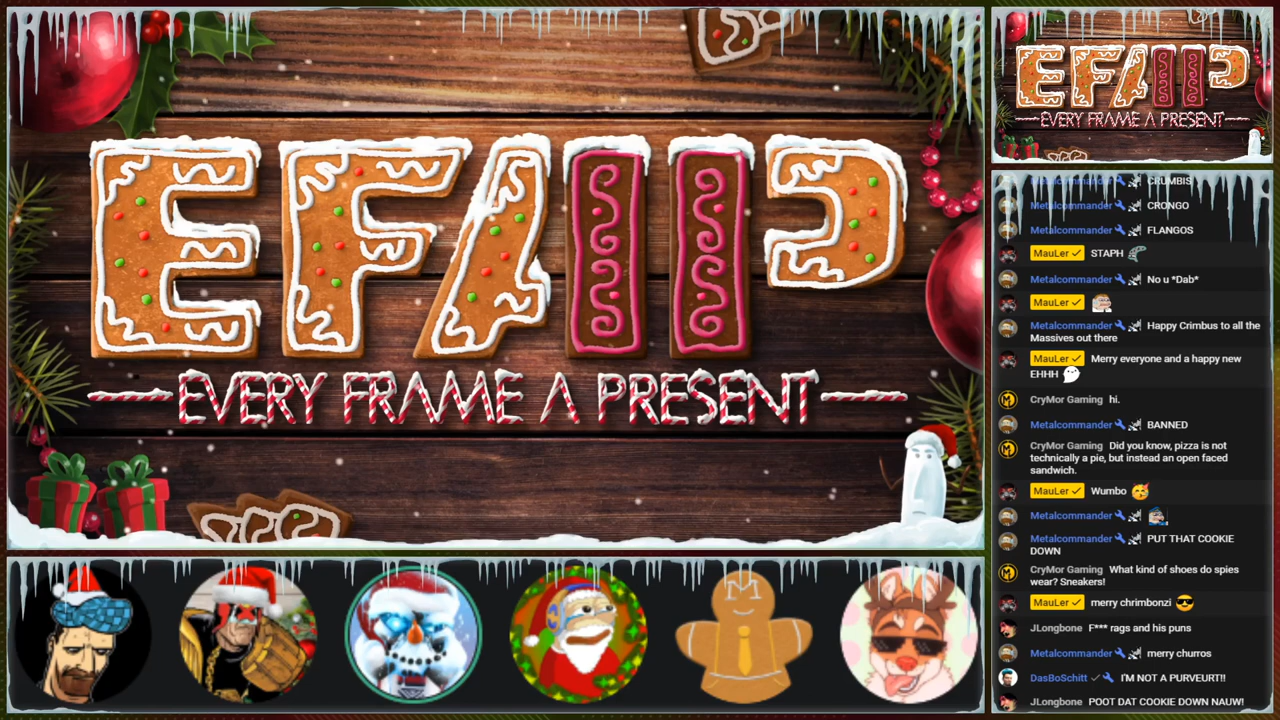 EFAIIP
EVERY FRAME A PRESENT
EFAIIP
EVERY FRAME A PRESENT
Metalcommander CRUMBIS
Metalcommander CRONGO
Metalcommander FLANGOS
MauLer STAPH
Metalcommander No u *Dab*
MauLer
Metalcommander Happy Crimbus to all the
Massives out there
MauLer Merry everyone and a happy new
EHHH
CryMor Gaming hi.
Metalcommander BANNED
CryMor Gaming Did you know, pizza is not
technically a pie, but instead an open faced
sandwich.
MauLer Wumbo
Metalcommander
Metalcommander PUT THAT COOKIE
DOWN
CryMor Gaming What kind of shoes do spies
wear? Sneakers!
MauLer merry chrimbonzi
JLongbone F*** rags and his puns
Metalcommander merry churros
DasBoSchitt I'M NOT A PURVEURT!!
JLongbone POOT DAT COOKIE DOWN NAUW!